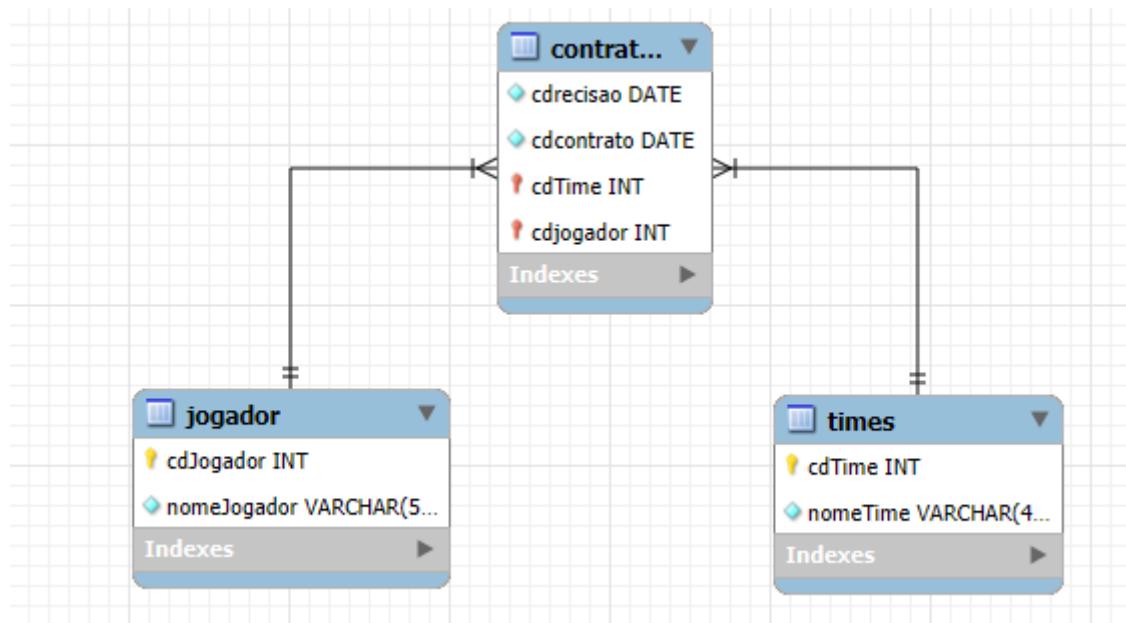 contrat...
cdrecisao DATE
cdcontrato DATE
cdTime INT
cdjogador INT
Indexes
jogador
cdJogador INT
nomeJogador VARCHAR(5...
Indexes
times
cdTime INT
nomeTime VARCHAR(4...
Indexes